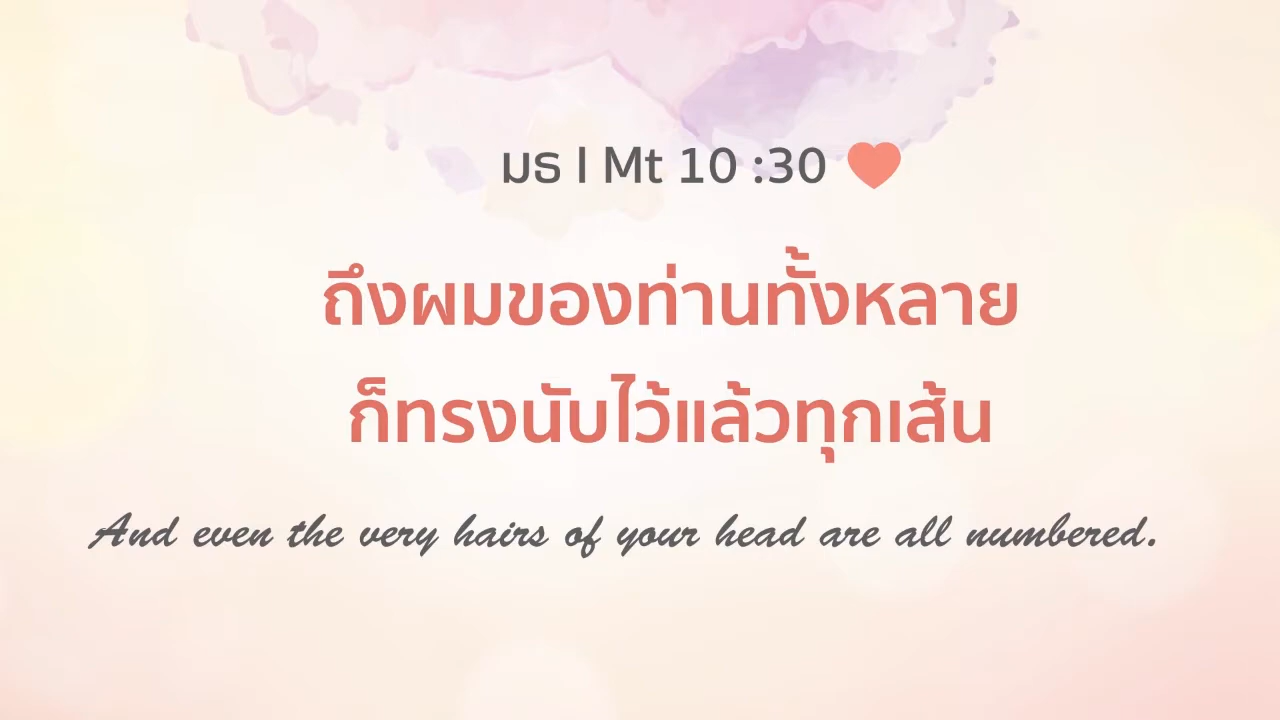 มธ | Mt 10 :30
ถึงผมของท่านทั้งหลาย
ก็ทรงนับไว้แล้วทุกเส้น
And even the very hairs of your head are all numbered.